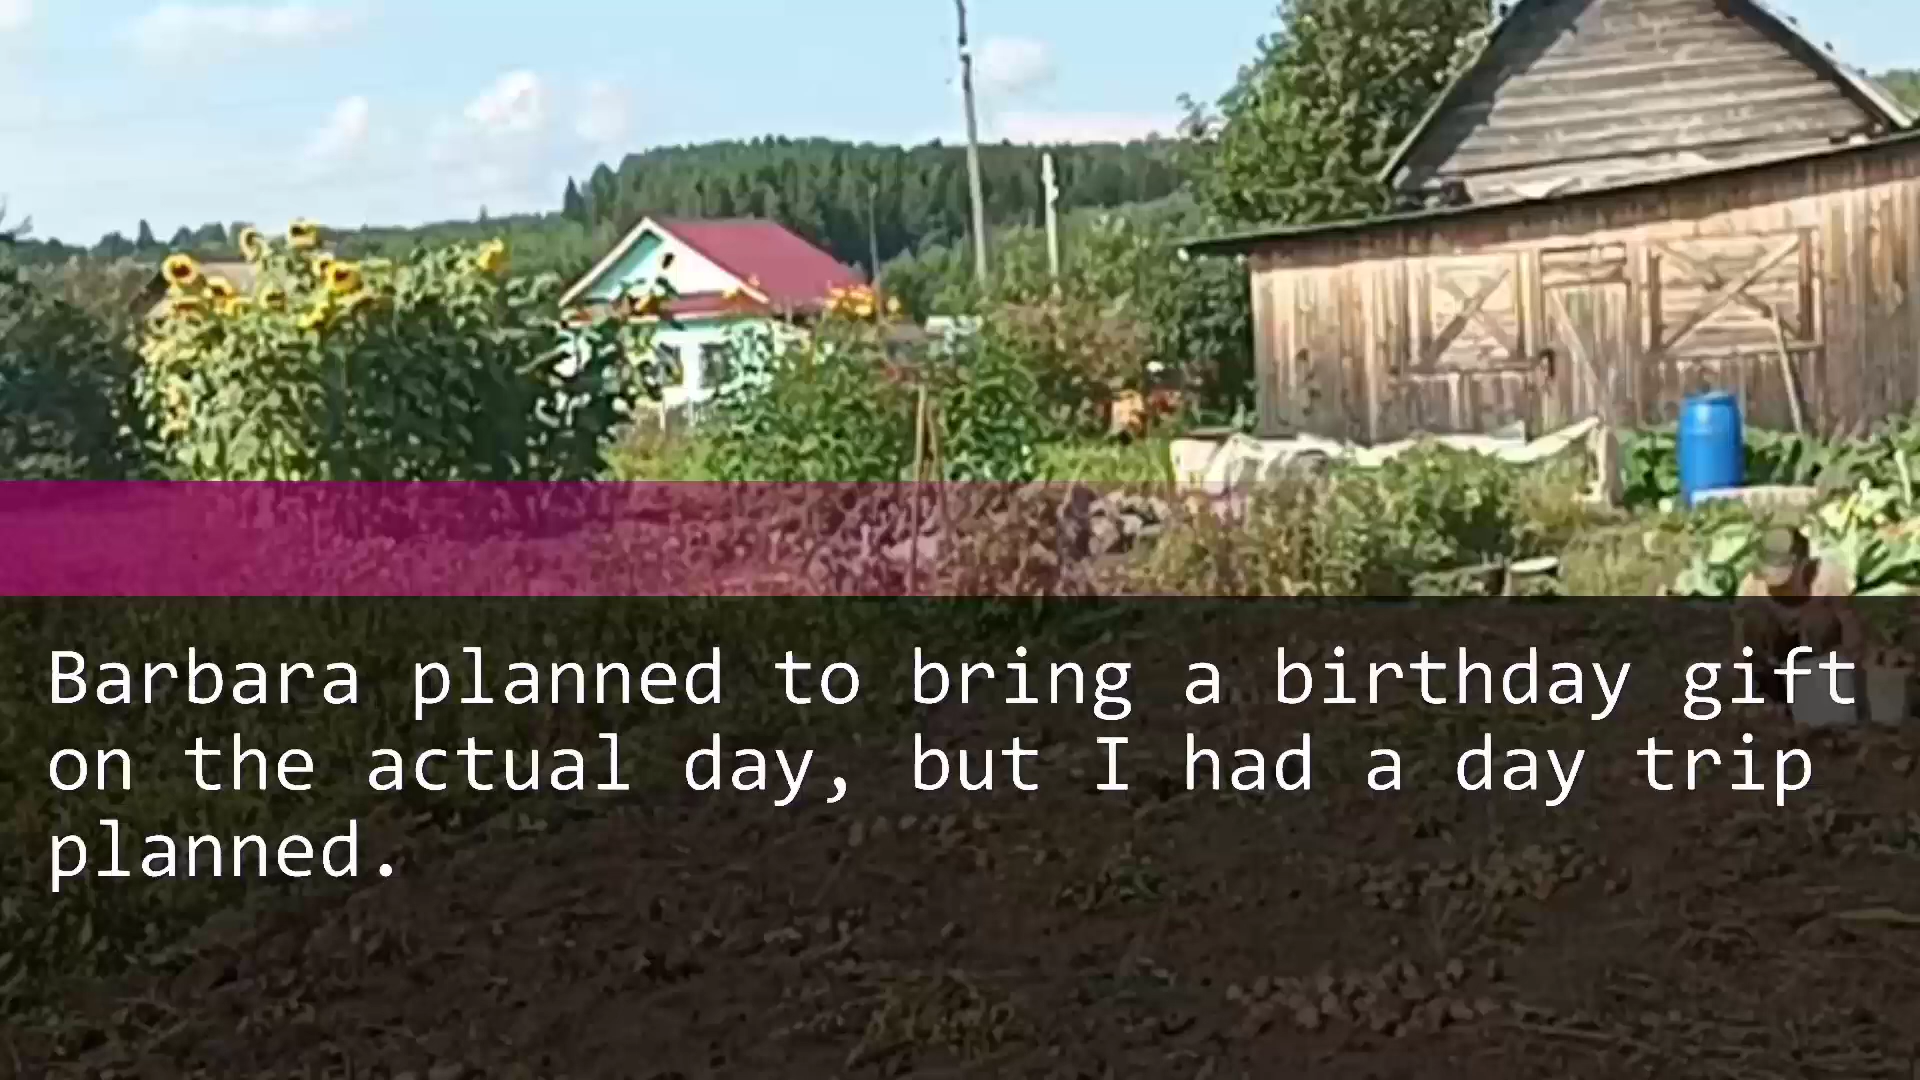 Barbara planned to bring a birthday gift
on the actual day, but I had a day trip
planned.